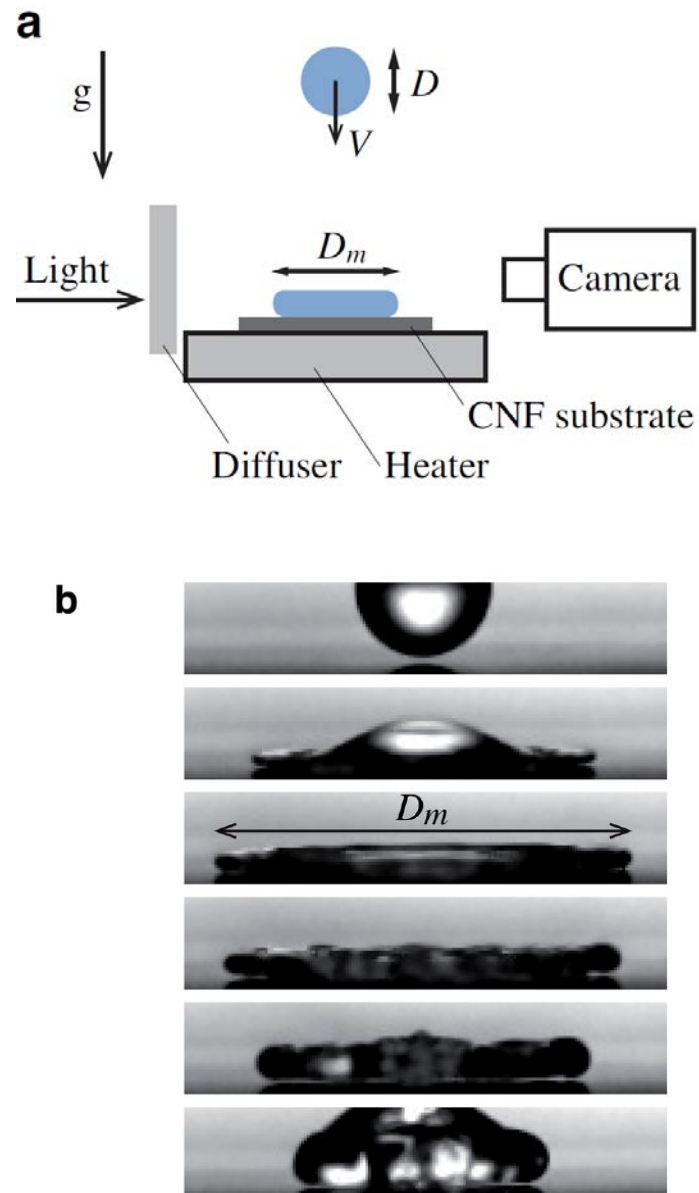 a
g
D
V
Light
D_m
Camera
CNF substrate
Diffuser
Heater
b
D_m